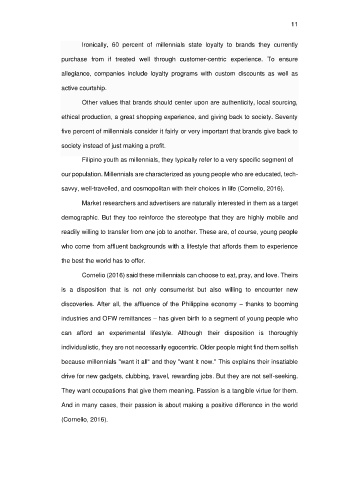 11
Ironically, 60 percent of millennials state loyalty to brands they currently
purchase from if treated well through customer-centric experience. To ensure
allegiance, companies include loyalty programs with custom discounts as well as
active courtship.
Other values that brands should center upon are authenticity, local sourcing,
ethical production, a great shopping experience, and giving back to society. Seventy
five percent of millennials consider it fairly or very important that brands give back to
society instead of just making a profit.
Filipino youth as millennials, they typically refer to a very specific segment of
our population. Millennials are characterized as young people who are educated, tech-
savvy, well-travelled, and cosmopolitan with their choices in life (Cornelio, 2016).
Market researchers and advertisers are naturally interested in them as a target
demographic. But they too reinforce the stereotype that they are highly mobile and
readily willing to transfer from one job to another. These are, of course, young people
who come from affluent backgrounds with a lifestyle that affords them to experience
the best the world has to offer.
Cornelio (2016) said these millennials can choose to eat, pray, and love. Theirs
is a disposition that is not only consumerist but also willing to encounter new
discoveries. After all, the affluence of the Philippine economy – thanks to booming
industries and OFW remittances – has given birth to a segment of young people who
can afford an experimental lifestyle. Although their disposition is thoroughly
individualistic, they are not necessarily egocentric. Older people might find them selfish
because millennials "want it all" and they "want it now." This explains their insatiable
drive for new gadgets, clubbing, travel, rewarding jobs. But they are not self-seeking.
They want occupations that give them meaning. Passion is a tangible virtue for them.
And in many cases, their passion is about making a positive difference in the world
(Cornelio, 2016).